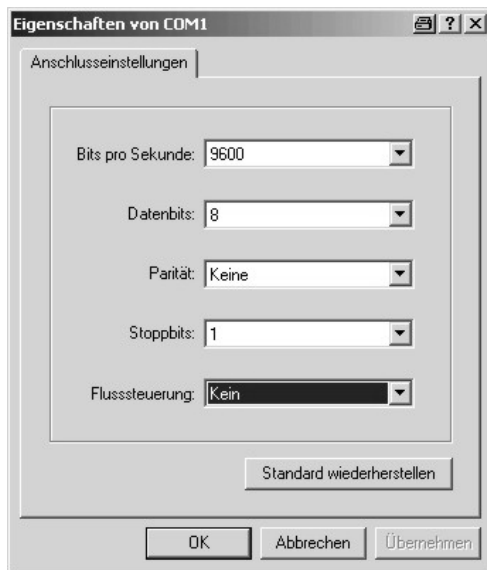 Eigenschaften von COM1
Anschlusseinstellungen
Bits pro Sekunde: 9600
Datenbits: 8
Parität: Keine
Stoppbits: 1
Flusssteuerung: Kein
Standard wiederherstellen
OK Abbrechen Übernehmen